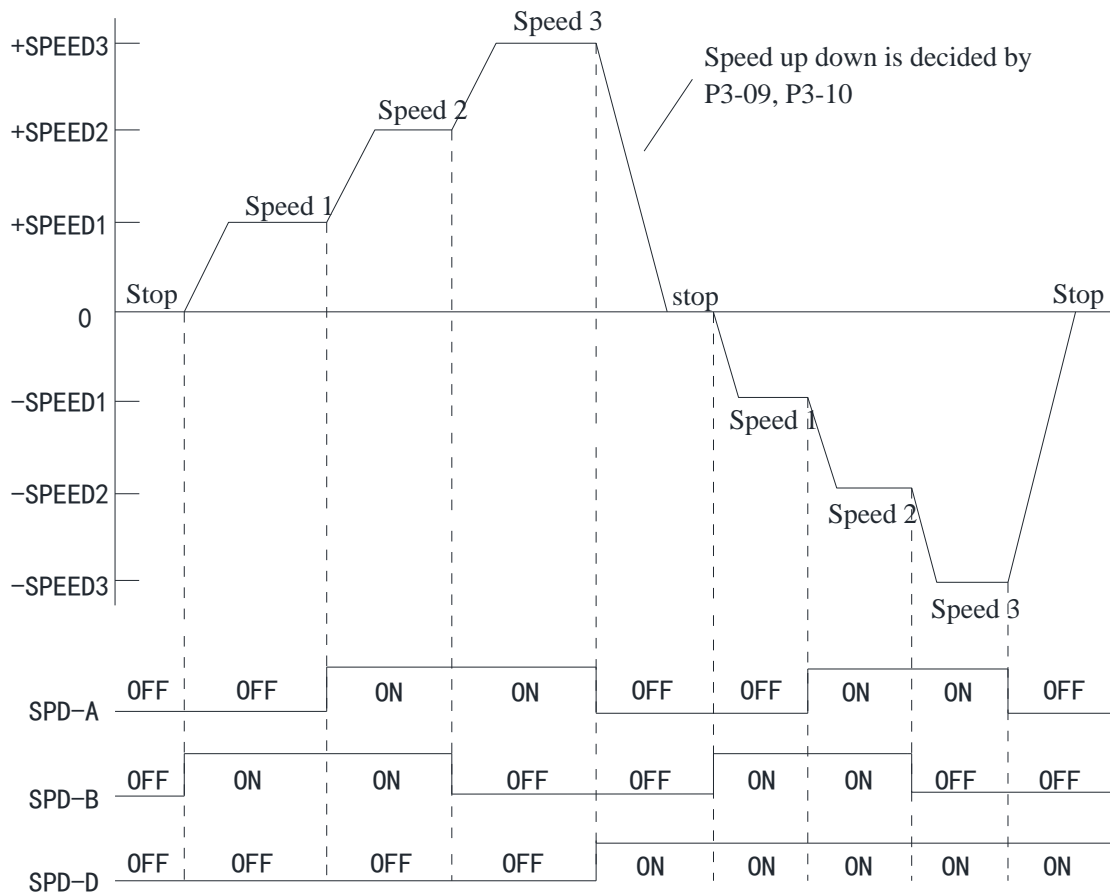 Speed 3
+SPEED3
Speed up down is decided by
P3-09, P3-10
Speed 2
+SPEED2
Speed 1
+SPEED1
Stop
stop
Stop
0
-SPEED1
Speed 1
-SPEED2
Speed 2
-SPEED3
Speed 3
SPD-A OFF OFF ON ON OFF OFF ON ON OFF
SPD-B OFF ON ON OFF OFF ON ON OFF OFF
SPD-D OFF OFF OFF OFF ON ON ON ON ON